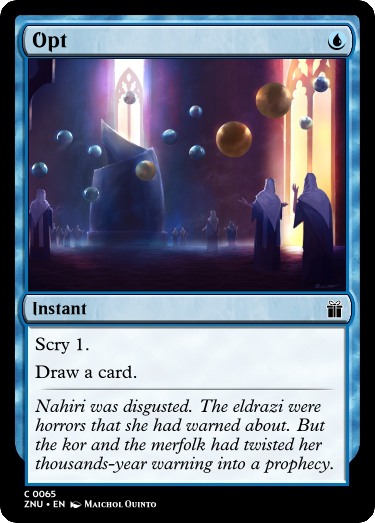 Opt
Instant
Scry 1.
Draw a card.
Nahiri was disgusted. The eldrazi were
horrors that she had warned about. But
the kor and the merfolk had twisted her
thousands-year warning into a prophecy.
C 0065
ZNU • EN Maichol Quinto